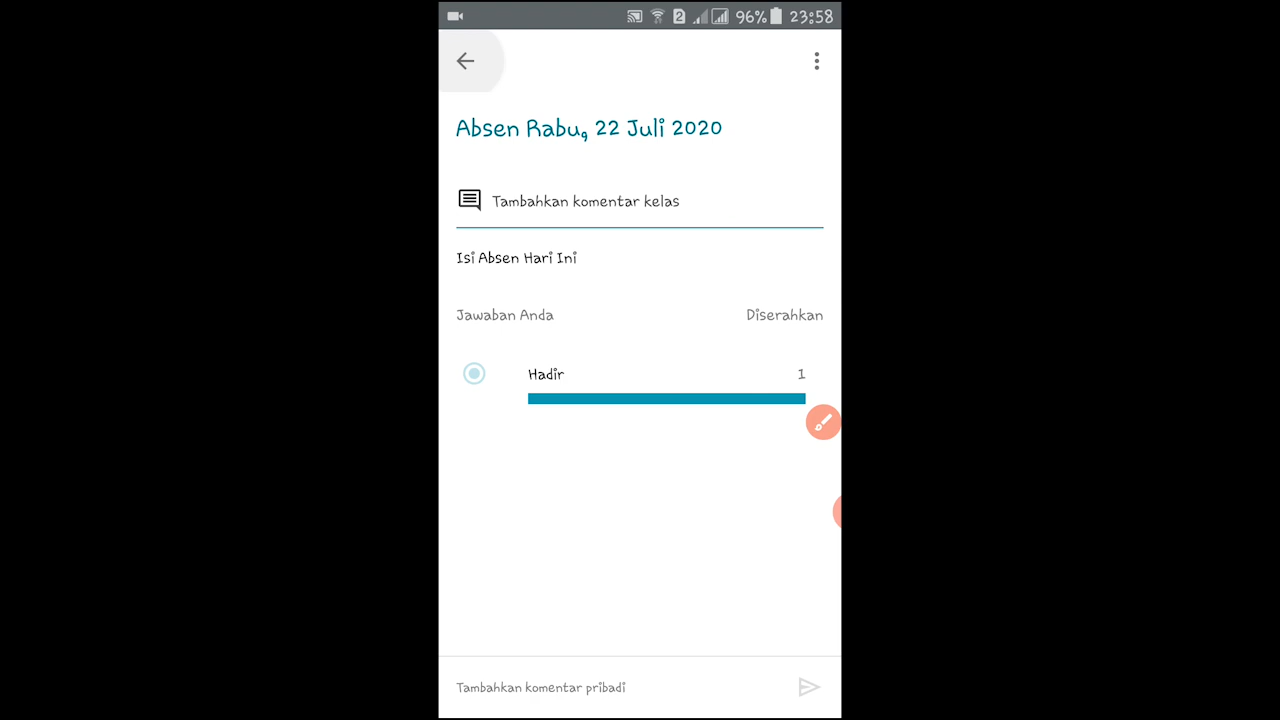 2 96% 23:58
Absen Rabu, 22 Juli 2020
Tambahkan komentar kelas
Isi Absen Hari Ini
Jawaban Anda Diserahkan
Hadir 1
Tambahkan komentar pribadi